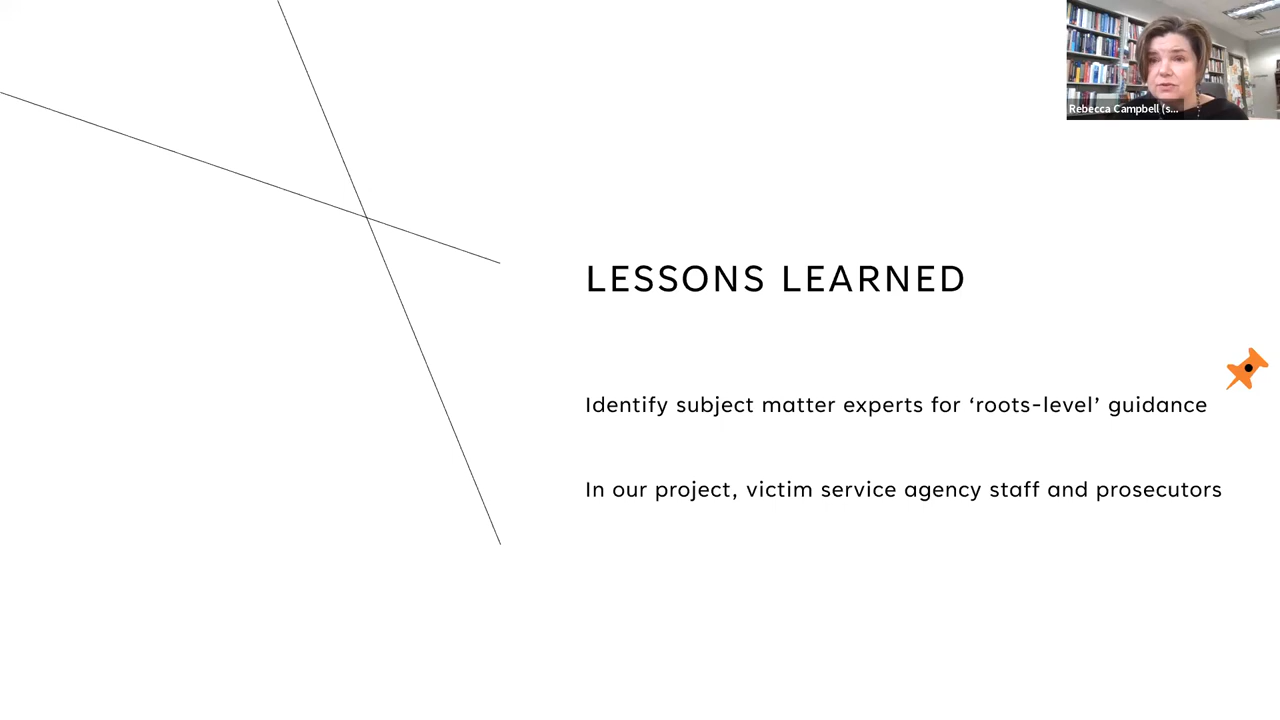 Rebecca Campbell (s...
LESSONS LEARNED
Identify subject matter experts for ‘roots-level’ guidance
In our project, victim service agency staff and prosecutors